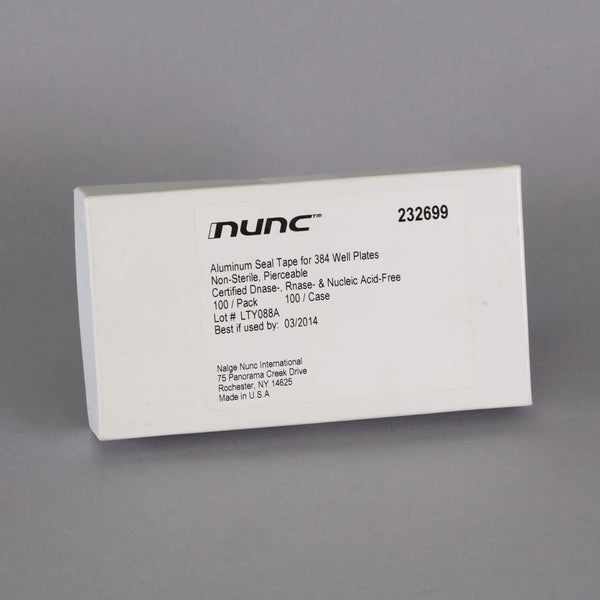 nunc™
232699
Aluminum Seal Tape for 384 Well Plates
Non-Sterile, Pierceable
Certified Dnase-, Rnase- & Nucleic Acid-Free
100 / Pack 100 / Case
Lot # LTY088A
Best if used by: 03/2014
Nalge Nunc International
75 Panorama Creek Drive
Rochester, NY 14625
Made in U.S.A